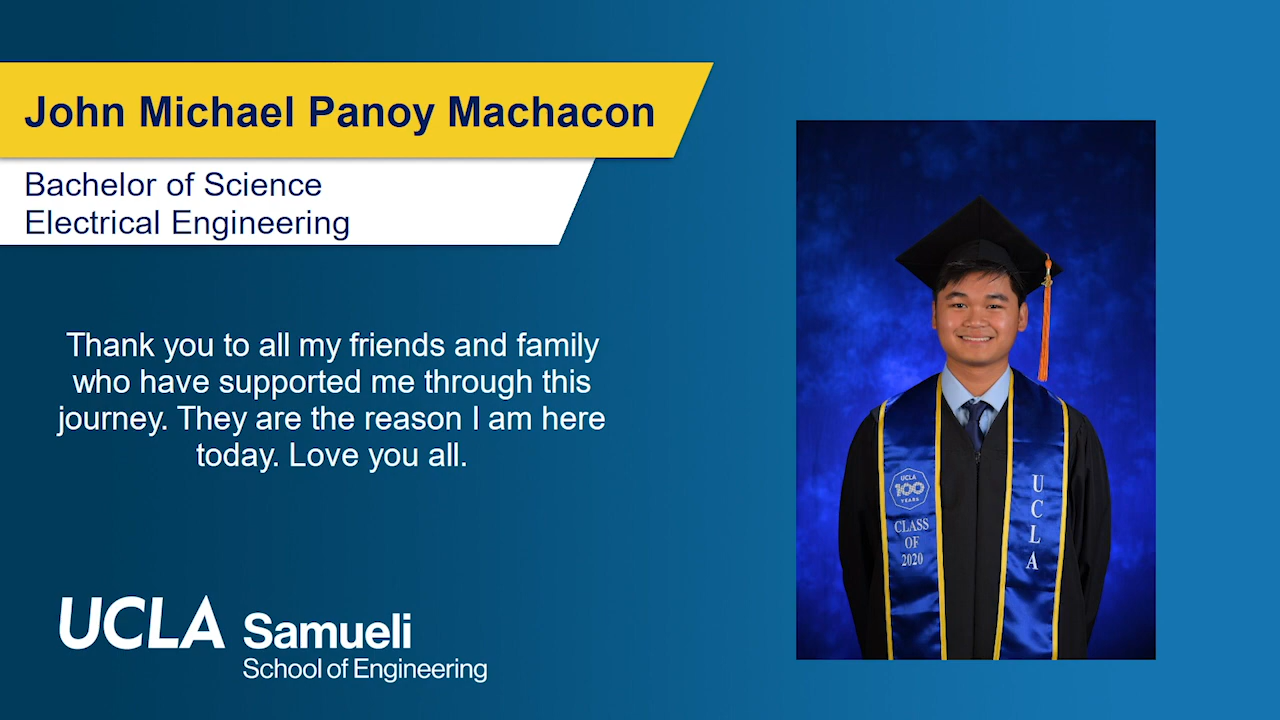 John Michael Panoy Machacon
Bachelor of Science
Electrical Engineering
Thank you to all my friends and family
who have supported me through this
journey. They are the reason I am here
today. Love you all.
UCLA Samueli
School of Engineering
UCLA
100
YEARS
CLASS
OF
2020
UCLA